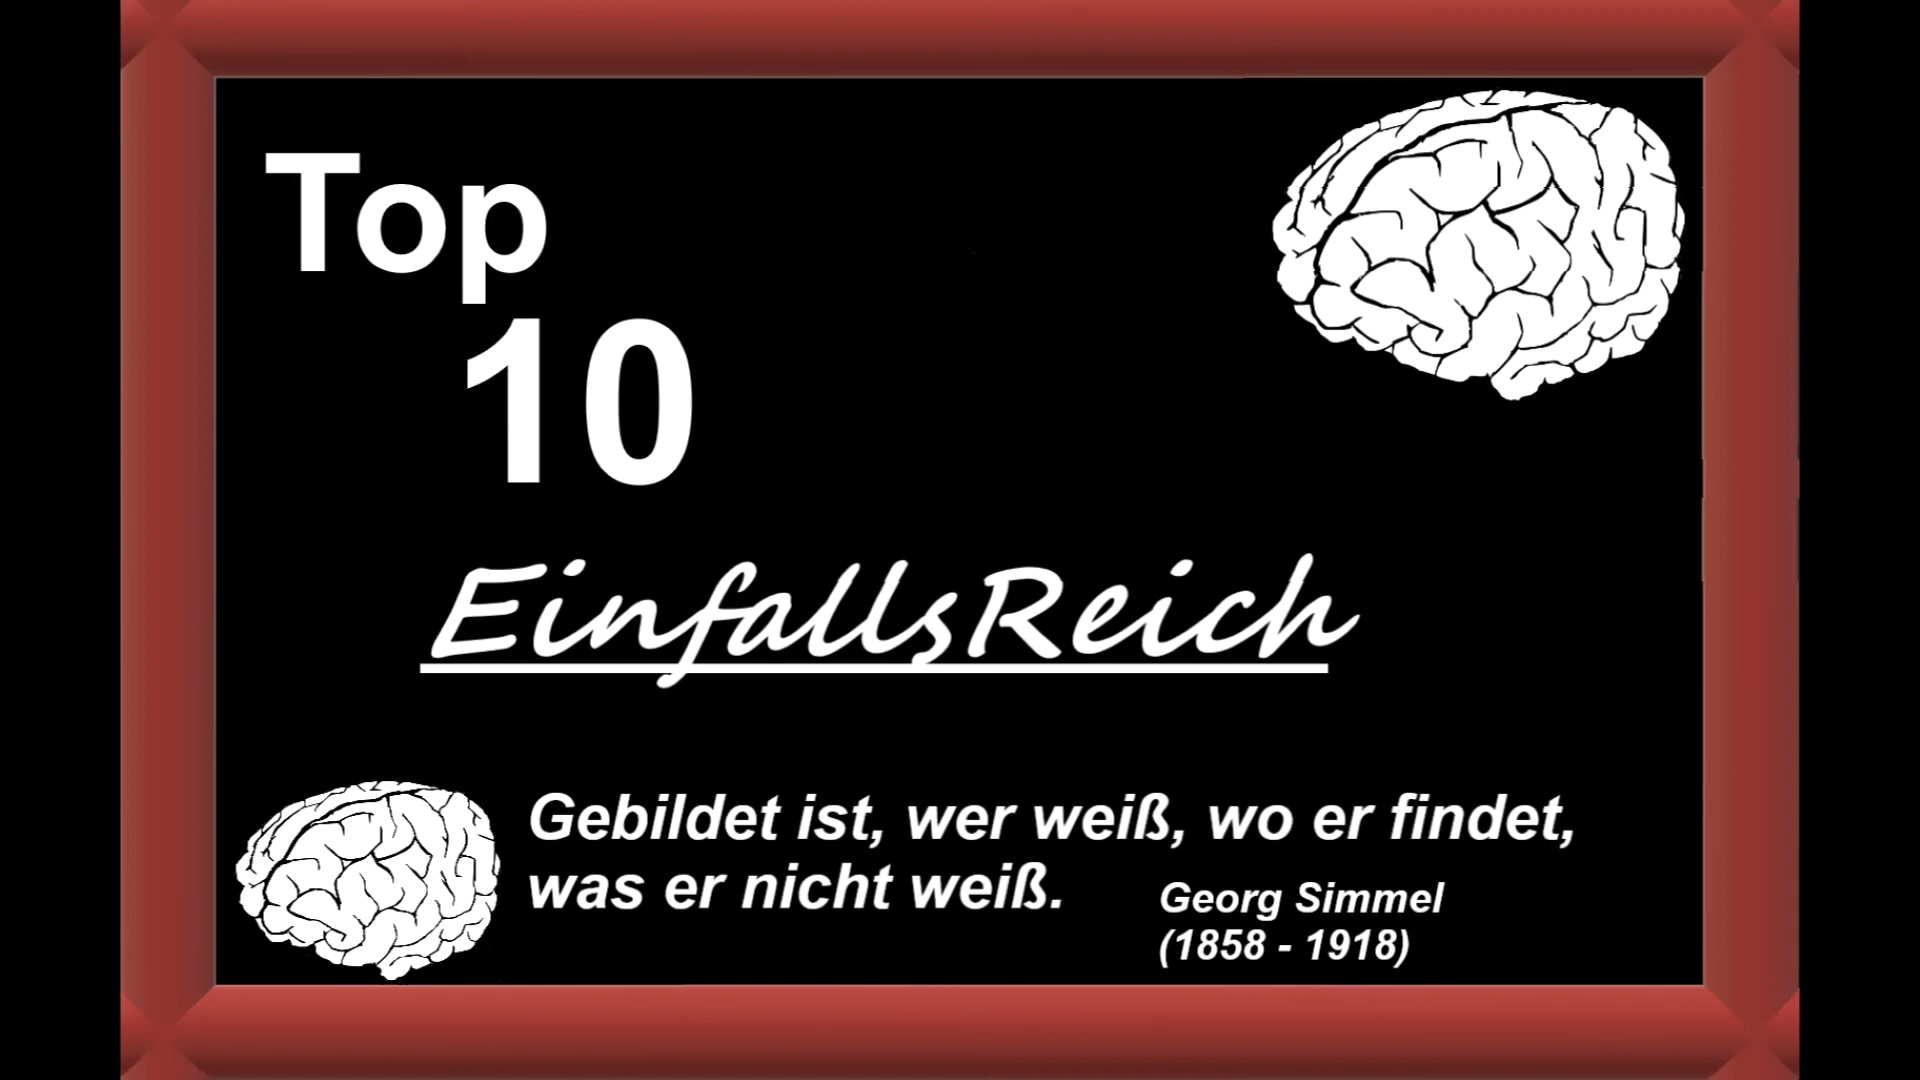 Top
10
EinfallsReich
Gebildet ist, wer weiß, wo er findet,
was er nicht weiß.
Georg Simmel
(1858 - 1918)